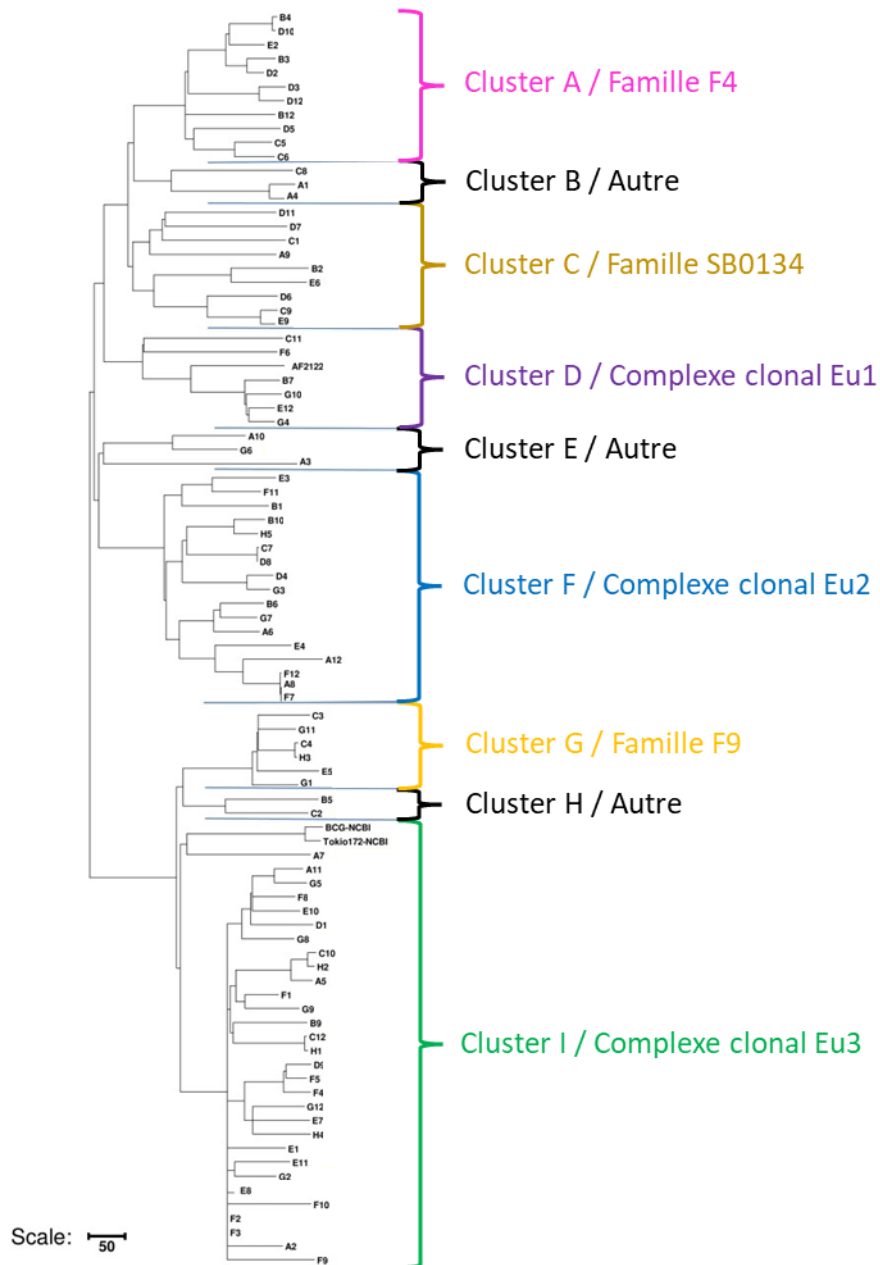 B4
D10
E2
B3
D2
D3
D12
B12
D5
C5
C6
Cluster A / Famille F4
C8
A1
A4
Cluster B / Autre
D11
D7
C1
A9
B2
E6
D6
C9
E9
Cluster C / Famille SB0134
C11
F6
AF2122
B7
G10
E12
G4
Cluster D / Complexe clonal Eu1
A10
G6
A3
Cluster E / Autre
E3
F11
B1
B10
H5
C7
D8
D4
G3
B6
G7
A6
E4
A12
F12
A8
F7
Cluster F / Complexe clonal Eu2
C3
G11
C4
H3
E5
G1
Cluster G / Famille F9
B5
C2
Cluster H / Autre
BCG-NCBI
Tokio172-NCBI
A7
A11
G5
F8
E10
D1
G8
C10
H2
A5
F1
G9
B9
C12
H1
D9
F5
F4
G12
E7
H4
E1
E11
G2
E8
F10
F2
F3
A2
F9
Cluster I / Complexe clonal Eu3
Scale:
50